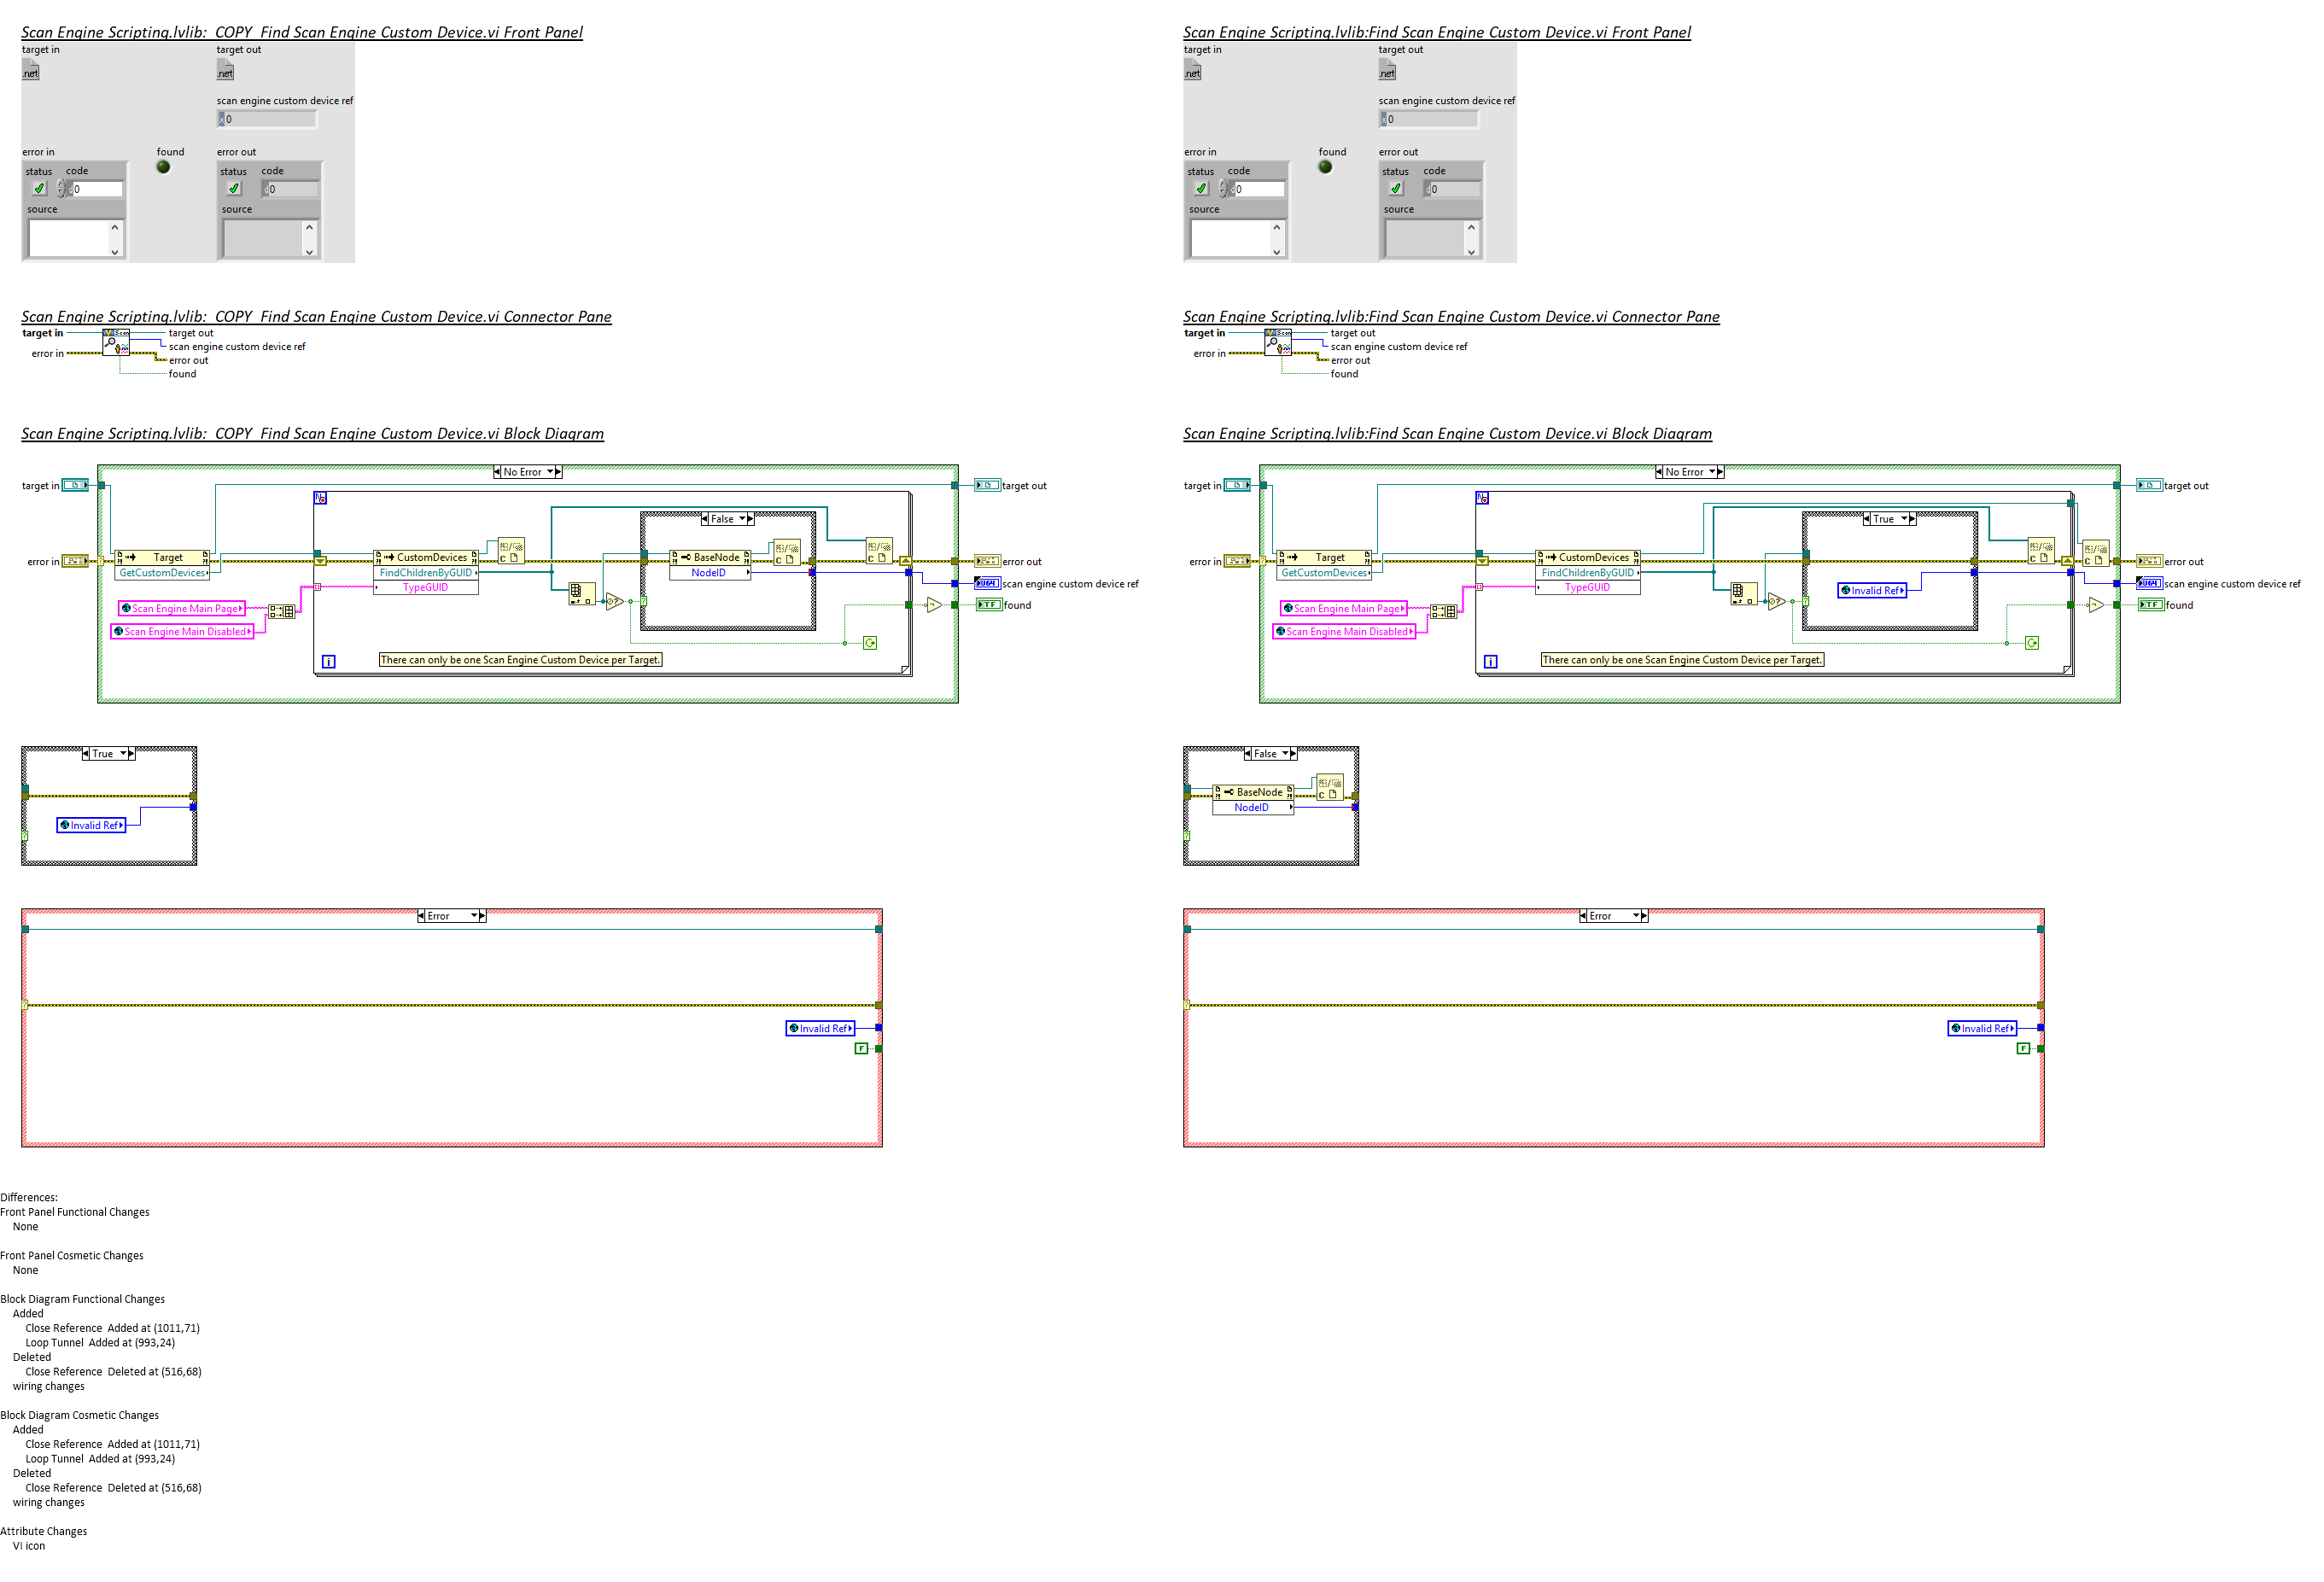 Scan Engine Scripting.lvlib:_COPY_Find Scan Engine Custom Device.vi Front Panel
target in
target out
.net
.net
scan engine custom device ref
x 0
error in
found
error out
status
code
status
code
0
0
source
source
Scan Engine Scripting.lvlib:_COPY_Find Scan Engine Custom Device.vi Connector Pane
target in
target out
scan engine custom device ref
error in
error out
found
Scan Engine Scripting.lvlib:_COPY_Find Scan Engine Custom Device.vi Block Diagram
No Error
target in
target out
False
error in
Target
GetCustomDevices
CustomDevices
FindChildrenByGUID
TypeGUID
BaseNode
NodeID
error out
scan engine custom device ref
Scan Engine Main Page
found
Scan Engine Main Disabled
i
There can only be one Scan Engine Custom Device per Target.
True
Invalid Ref
Error
Invalid Ref
F
Scan Engine Scripting.lvlib:Find Scan Engine Custom Device.vi Front Panel
target in
target out
.net
.net
scan engine custom device ref
x 0
error in
found
error out
status
code
status
code
0
0
source
source
Scan Engine Scripting.lvlib:Find Scan Engine Custom Device.vi Connector Pane
target in
target out
scan engine custom device ref
error in
error out
found
Scan Engine Scripting.lvlib:Find Scan Engine Custom Device.vi Block Diagram
No Error
target in
target out
True
error in
Target
GetCustomDevices
CustomDevices
FindChildrenByGUID
TypeGUID
Invalid Ref
error out
scan engine custom device ref
Scan Engine Main Page
found
Scan Engine Main Disabled
i
There can only be one Scan Engine Custom Device per Target.
False
BaseNode
NodeID
Error
Invalid Ref
F
Differences:
Front Panel Functional Changes
None
Front Panel Cosmetic Changes
None
Block Diagram Functional Changes
Added
Close Reference  Added at (1011,71)
Loop Tunnel  Added at (993,24)
Deleted
Close Reference  Deleted at (516,68)
wiring changes
Block Diagram Cosmetic Changes
Added
Close Reference  Added at (1011,71)
Loop Tunnel  Added at (993,24)
Deleted
Close Reference  Deleted at (516,68)
wiring changes
Attribute Changes
VI icon